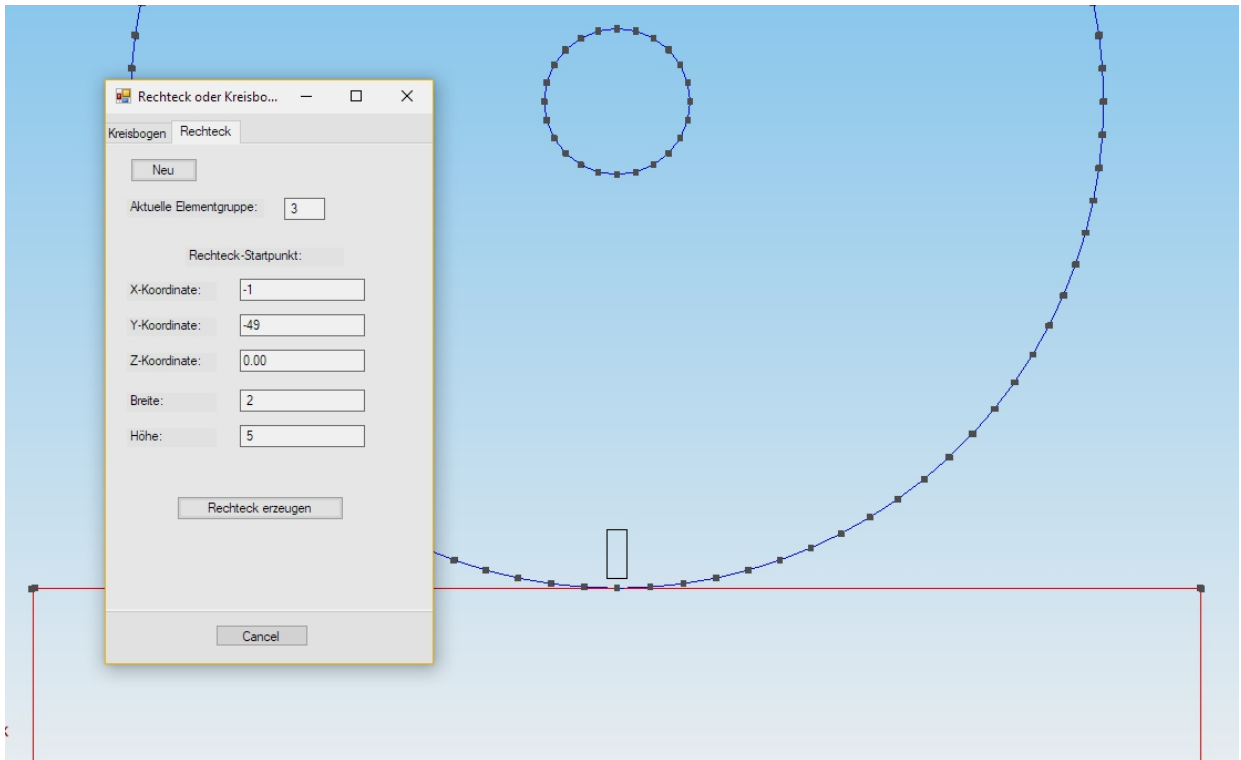 Rechteck oder Kreisbo...
Kreisbogen Rechteck
Neu
Aktuelle Elementgruppe: 3
Rechteck-Startpunkt:
X-Koordinate: -1
Y-Koordinate: -49
Z-Koordinate: 0.00
Breite: 2
Höhe: 5
Rechteck erzeugen
Cancel